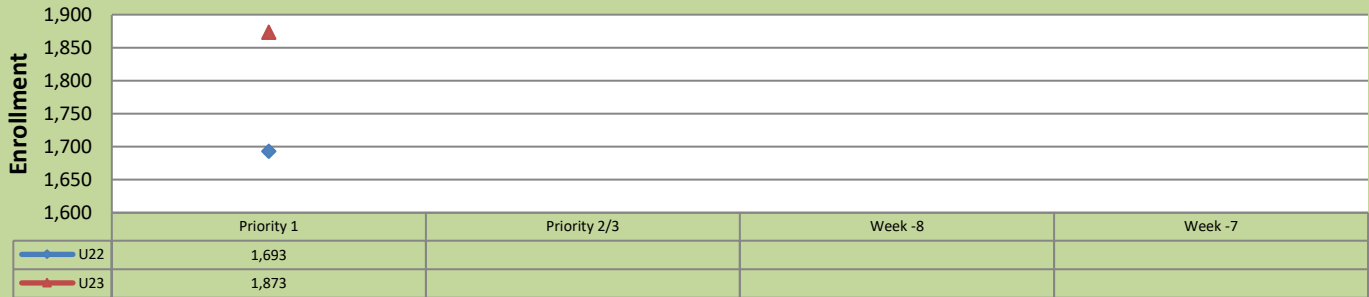 Enrollment
1,900
1,850
1,800
1,750
1,700
1,650
1,600
Priority 1 Priority 2/3 Week -8 Week -7
U22 1,693
U23 1,873